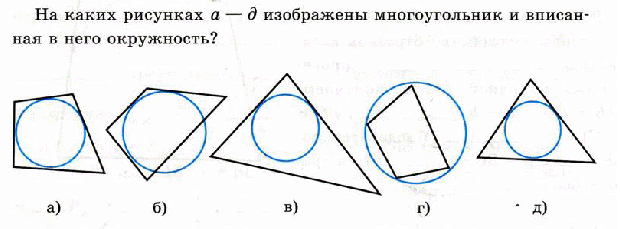 На каких рисунках а — д изображены многоугольник и вписан-
ная в него окружность?
а) б) в) г) д)